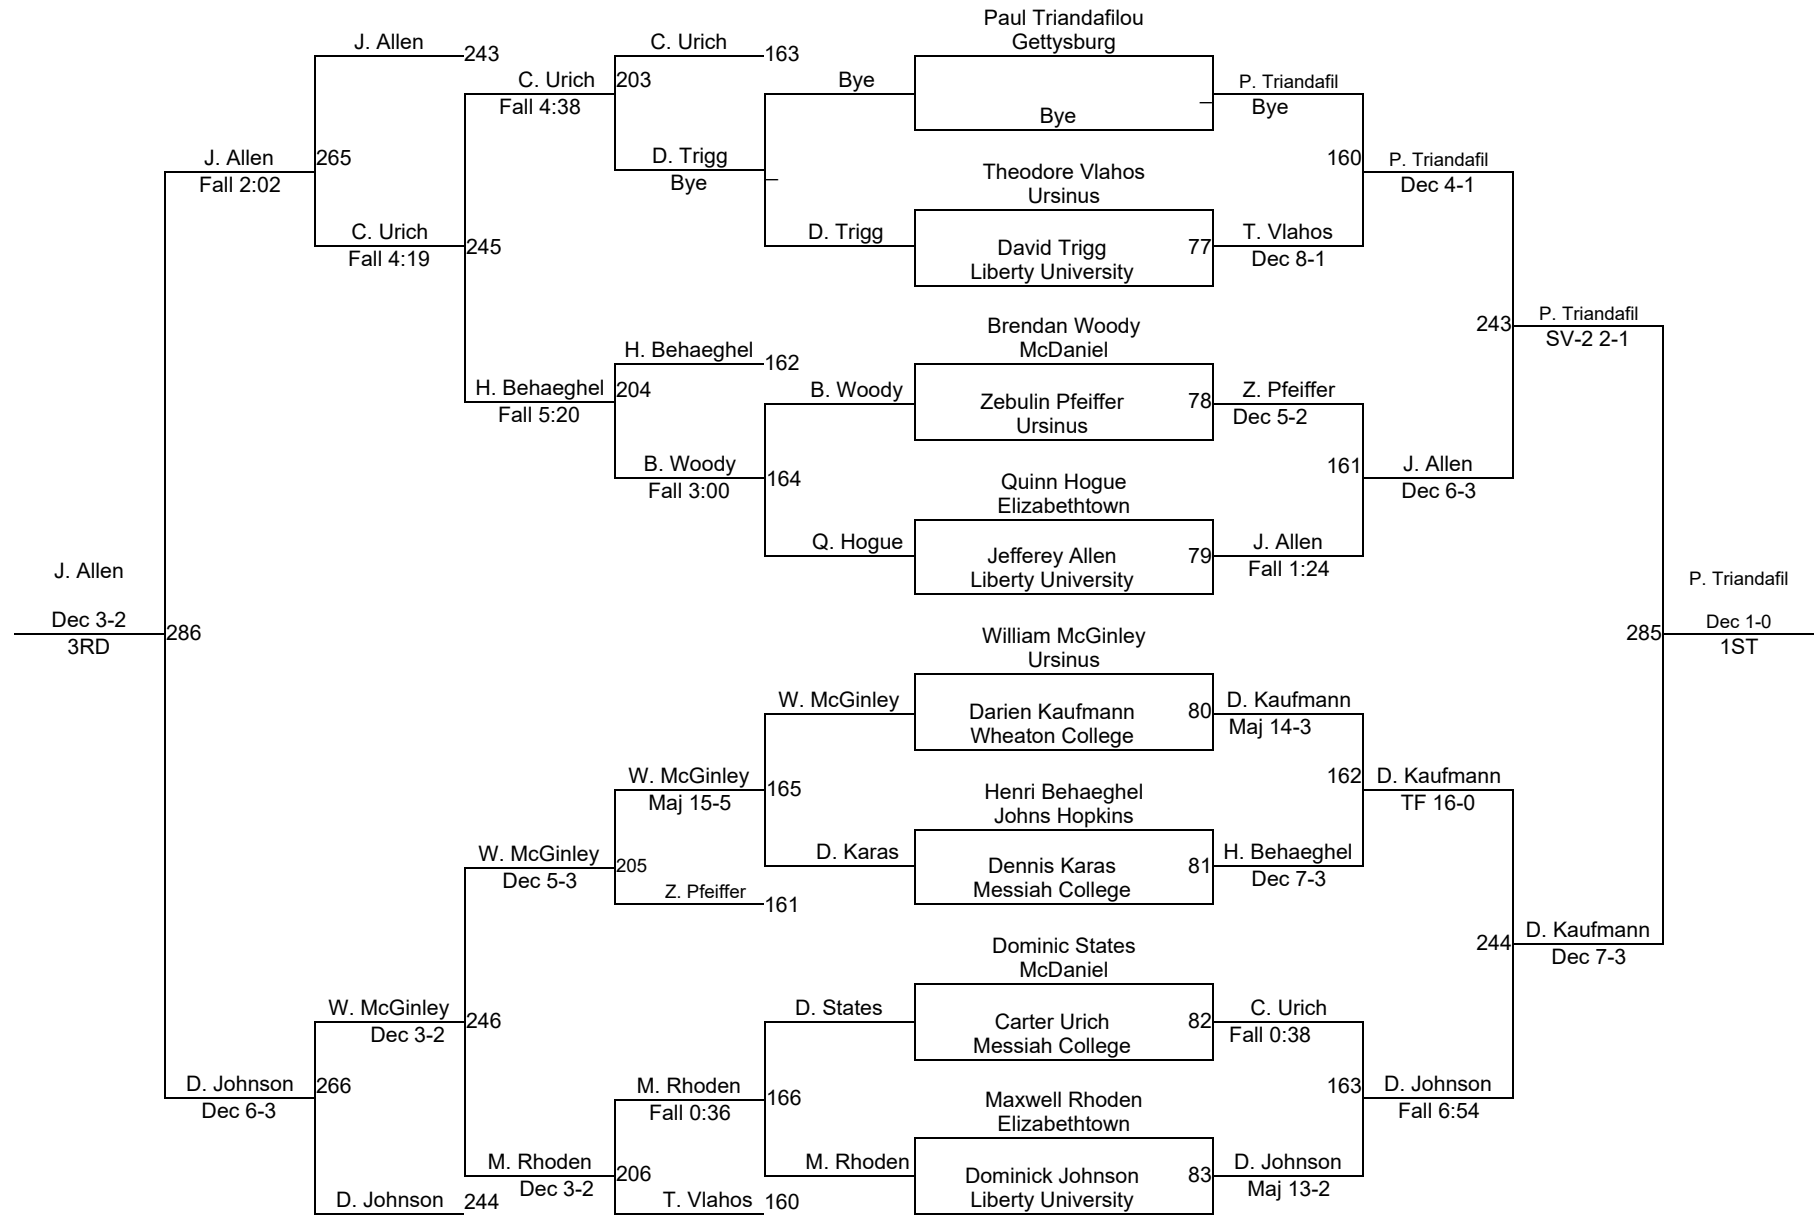 Paul Triandafilou
J. Allen
C. Urich
Gettysburg
243
163
C. Urich
203
Bye
P. Triandafil
Fall 4:38
_
Bye
Bye
D. Trigg
J. Allen
265
160
P. Triandafil
Theodore Vlahos
Bye
_
Fall 2:02
Dec 4-1
Ursinus
C. Urich
D. Trigg
T. Vlahos
245
David Trigg
77
Fall 4:19
Dec 8-1
Liberty University
Brendan Woody
243
P. Triandafil
McDaniel
SV-2 2-1
H. Behaeghel
162
H. Behaeghel
204
B. Woody
Z. Pfeiffer
Zebulin Pfeiffer
78
Fall 5:20
Dec 5-2
Ursinus
B. Woody
161
J. Allen
164
Quinn Hogue
Fall 3:00
Dec 6-3
Elizabethtown
Q. Hogue
J. Allen
Jefferey Allen
79
J. Allen
Fall 1:24
P. Triandafil
Liberty University
Dec 3-2
Dec 1-0
286
William McGinley
285
3RD
1ST
Ursinus
W. McGinley
D. Kaufmann
Darien Kaufmann
80
Maj 14-3
Wheaton College
W. McGinley
165
162
D. Kaufmann
Henri Behaeghel
Maj 15-5
TF 16-0
Johns Hopkins
W. McGinley
205
D. Karas
H. Behaeghel
Dennis Karas
81
Dec 5-3
Dec 7-3
Z. Pfeiffer
161
Messiah College
D. Kaufmann
Dominic States
244
Dec 7-3
McDaniel
W. McGinley
D. States
C. Urich
246
Carter Urich
82
Dec 3-2
Fall 0:38
Messiah College
D. Johnson
266
M. Rhoden
166
163
D. Johnson
Maxwell Rhoden
Dec 6-3
Fall 0:36
Fall 6:54
Elizabethtown
M. Rhoden
206
M. Rhoden
D. Johnson
Dominick Johnson
83
Dec 3-2
Maj 13-2
D. Johnson
244
T. Vlahos
160
Liberty University